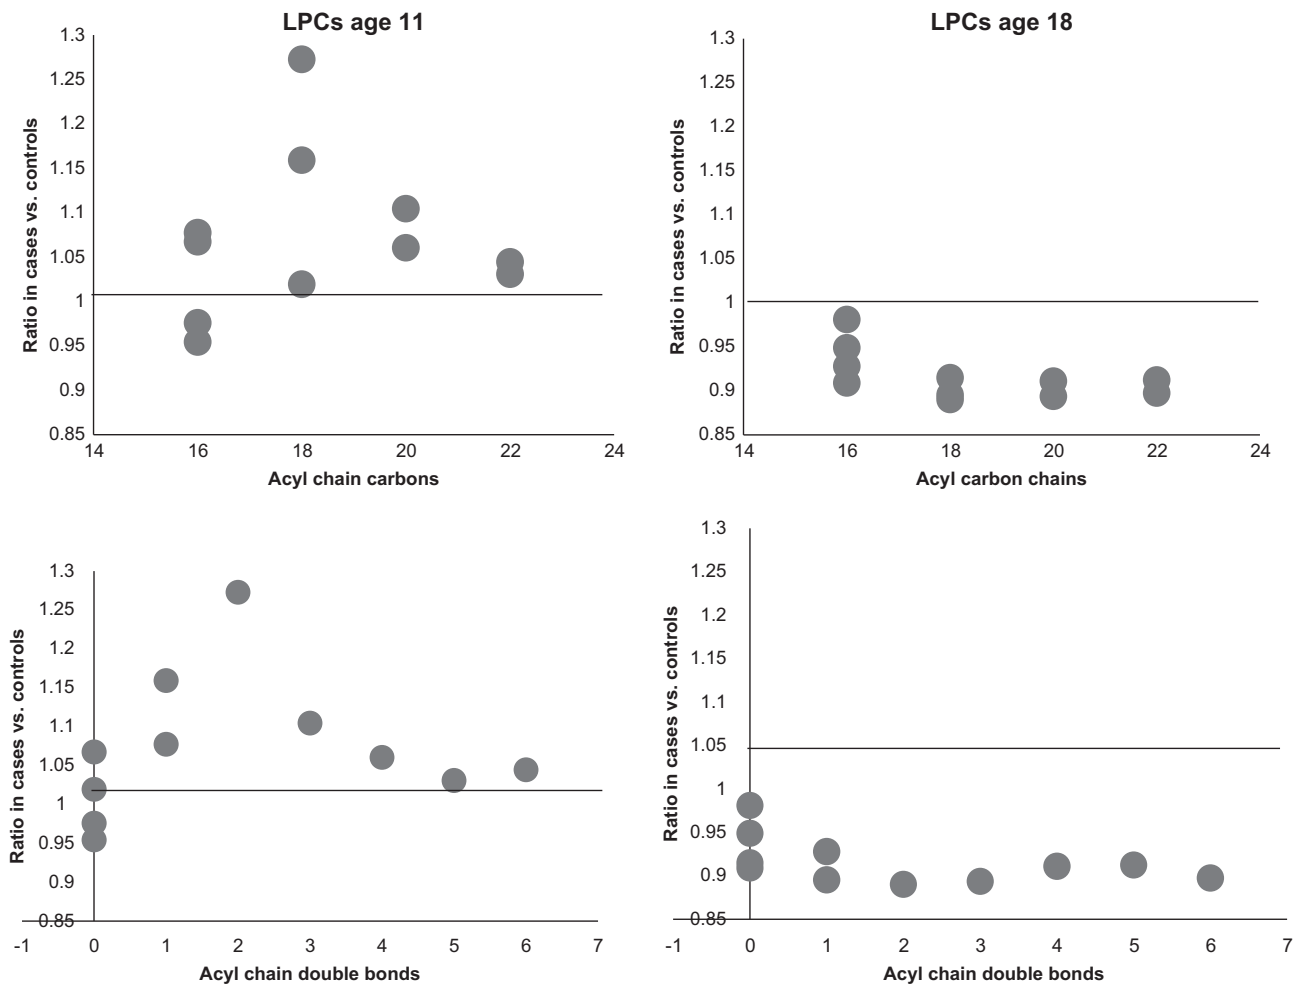 LPCs age 11
1.3
1.25
1.2
1.15
1.1
1.05
1
0.95
0.9
0.85
Ratio in cases vs. controls
14 16 18 20 22 24
Acyl chain carbons
LPCs age 18
1.3
1.25
1.2
1.15
1.1
1.05
1
0.95
0.9
0.85
Ratio in cases vs. controls
14 16 18 20 22 24
Acyl carbon chains
1.3
1.25
1.2
1.15
1.1
1.05
1
0.95
0.9
0.85
Ratio in cases vs. controls
-1 0 1 2 3 4 5 6 7
Acyl chain double bonds
1.3
1.25
1.2
1.15
1.1
1.05
1
0.95
0.9
0.85
Ratio in cases vs. controls
-1 0 1 2 3 4 5 6 7
Acyl chain double bonds